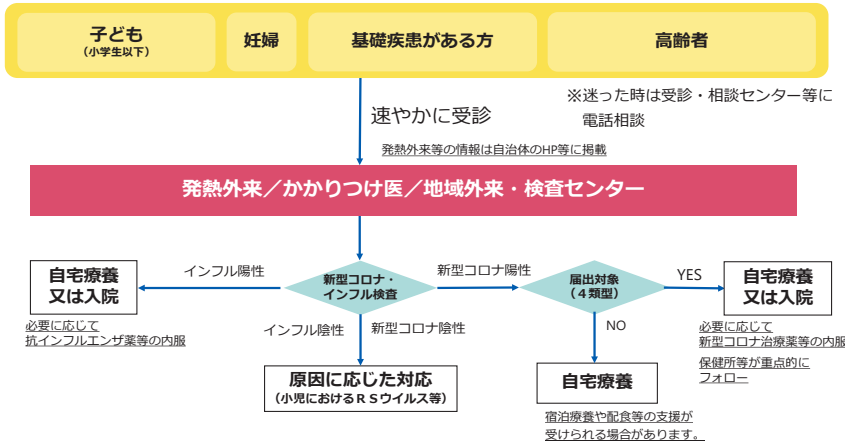 子ども
（小学生以下）
妊婦
基礎疾患がある方
高齢者
速やかに受診
※迷った時は受診・相談センター等に
電話相談
発熱外来等の情報は自治体のHP等に掲載
発熱外来／かかりつけ医／地域外来・検査センター
自宅療養
又は入院
インフル陽性
新型コロナ・
インフル検査
新型コロナ陽性
届出対象
（４類型）
YES
自宅療養
又は入院
必要に応じて
抗インフルエンザ薬等の内服
インフル陰性
新型コロナ陰性
NO
必要に応じて
新型コロナ治療薬等の内服
保健所等が重点的に
フォロー
原因に応じた対応
（小児におけるＲＳウイルス等）
自宅療養
宿泊療養や配食等の支援が
受けられる場合があります。